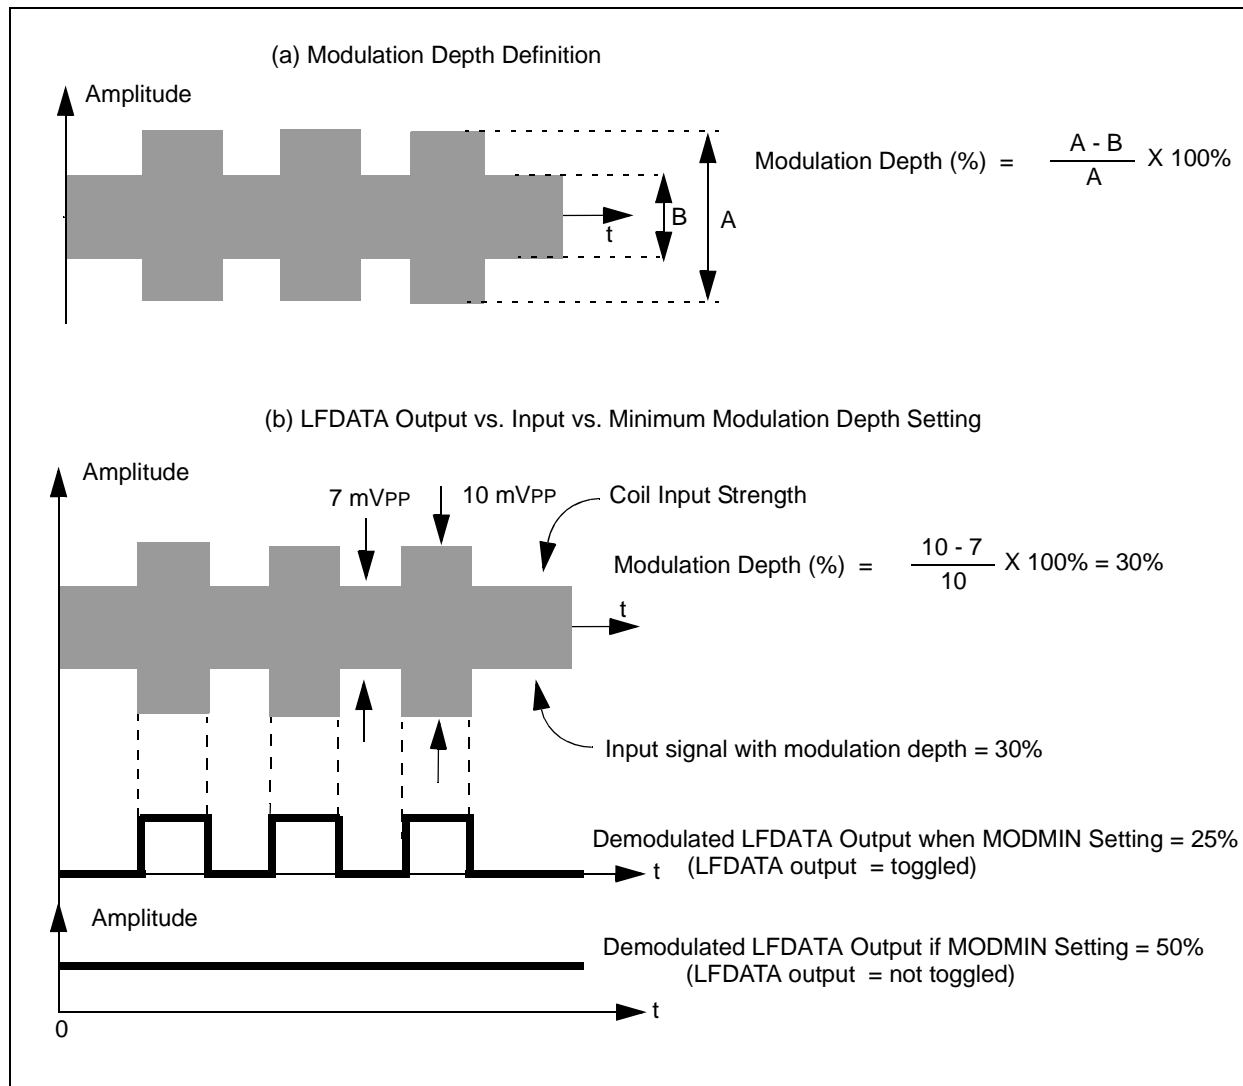 (a) Modulation Depth Definition
Amplitude
Modulation Depth (%) = A - B / A X 100%
B
A
t
(b) LFDATA Output vs. Input vs. Minimum Modulation Depth Setting
Amplitude
7 mVPP
10 mVPP
Coil Input Strength
Modulation Depth (%) = 10 - 7 / 10 X 100% = 30%
t
Input signal with modulation depth = 30%
Demodulated LFDATA Output when MODMIN Setting = 25%
t (LFDATA output = toggled)
Amplitude
Demodulated LFDATA Output if MODMIN Setting = 50%
(LFDATA output = not toggled)
t
0